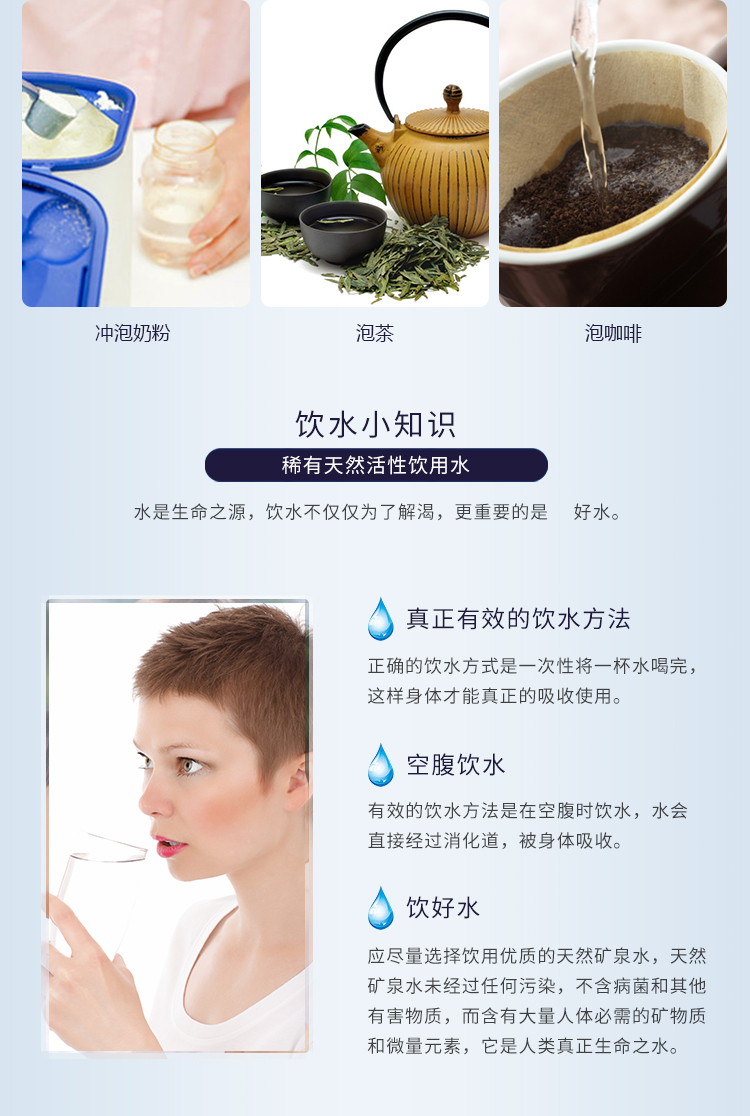 冲泡奶粉
泡茶
泡咖啡
饮水小知识
稀有天然活性饮用水
水是生命之源，饮水不仅仅为了解渴，更重要的是 好水。
真正有效的饮水方法
正确的饮水方式是一次性将一杯水喝完，
这样身体才能真正的吸收使用。
空腹饮水
有效的饮水方法是在空腹时饮水，水会
直接经过消化道，被身体吸收。
饮好水
应尽量选择饮用优质的天然矿泉水，天然
矿泉水未经过任何污染，不含病菌和其他
有害物质，而含有大量人体必需的矿物质
和微量元素，它是人类真正生命之水。